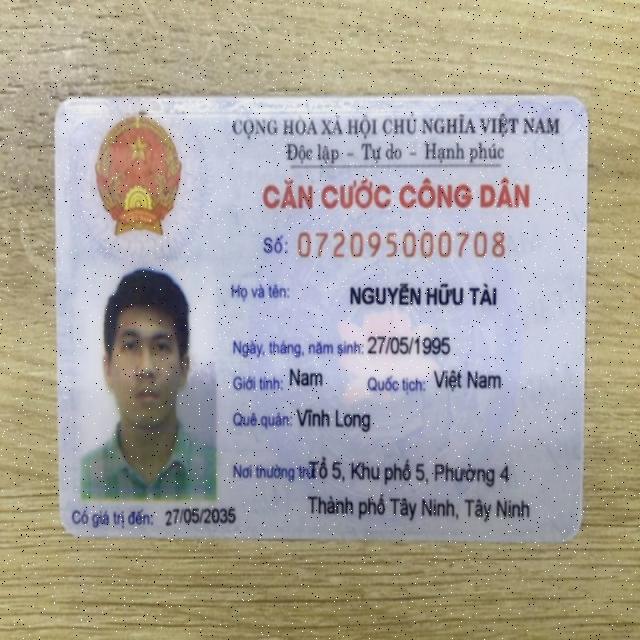 CỘNG HÒA XÃ HỘI CHỦ NGHĨA VIỆT NAM
Độc lập - Tự do - Hạnh phúc
CĂN CƯỚC CÔNG DÂN
Số: 072095000708
Họ và tên: NGUYỄN HỮU TÀI
Ngày, tháng, năm sinh: 27/05/1995
Giới tính: Nam Quốc tịch: Việt Nam
Quê quán: Vĩnh Long
Nơi thường Tổ 5, Khu phố 5, Phường 4
Thành phố Tây Ninh, Tây Ninh
Có giá trị đến: 27/05/2035